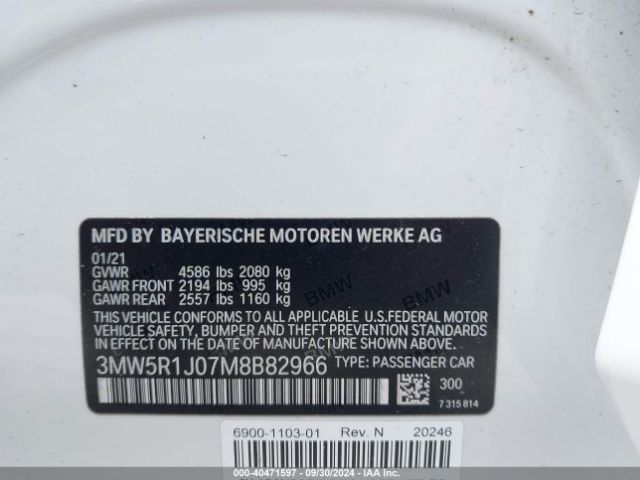 MFD BY BAYERISCHE MOTOREN WERKE AG
01/21
GVWR 4586 lbs 2080 kg
GAWR FRONT 2194 lbs 995 kg
GAWR REAR 2557 lbs 1160 kg
THIS VEHICLE CONFORMS TO ALL APPLICABLE U.S.FEDERAL MOTOR
VEHICLE SAFETY, BUMPER AND THEFT PREVENTION STANDARDS
IN EFFECT ON THE DATE OF MANUFACTURE SHOWN ABOVE.
3MW5R1J07M8B82966 TYPE: PASSENGER CAR
300
7 315 814
6900-1103-01 Rev. N 20246
000-40471597 - 09/30/2024 - IAA Inc.